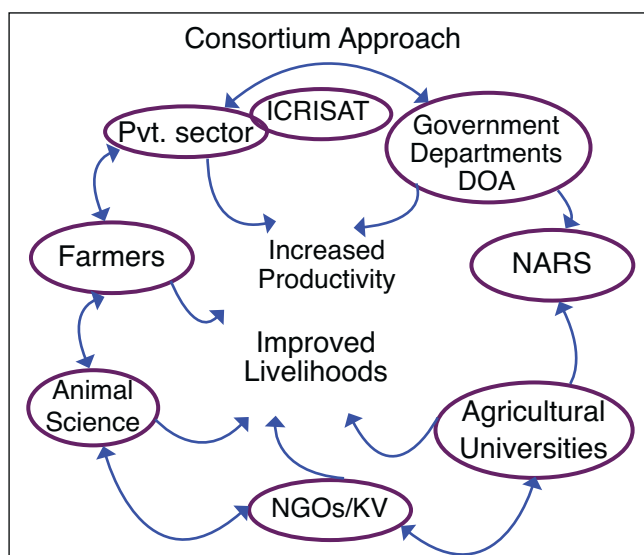 Consortium Approach
ICRISAT
Pvt. sector
Government
Departments
DOA
Increased
Productivity
Farmers
NARS
Improved
Livelihoods
Animal
Science
Agricultural
Universities
NGOs/KV